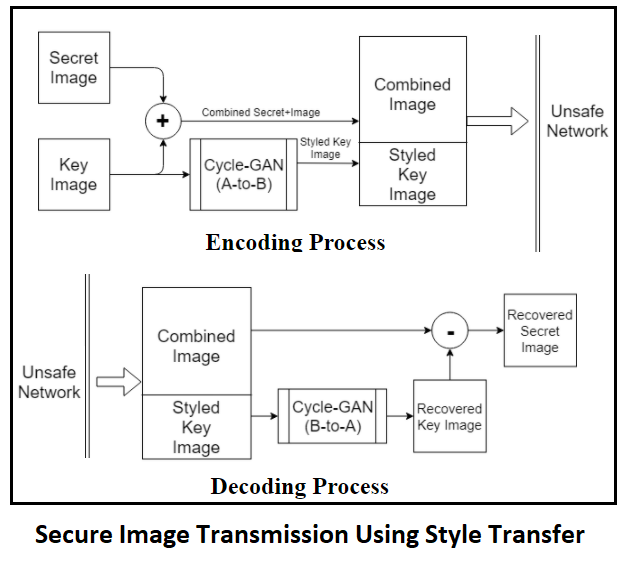 Secret
Image
Key
Image
+
Combined Secret+Image
Cycle-GAN
(A-to-B)
Styled Key
Image
Combined
Image
Styled
Key
Image
Unsafe
Network
Encoding Process
Unsafe
Network
Combined
Image
Styled
Key
Image
Cycle-GAN
(B-to-A)
Recovered
Key Image
-
Recovered
Secret
Image
Decoding Process
Secure Image Transmission Using Style Transfer